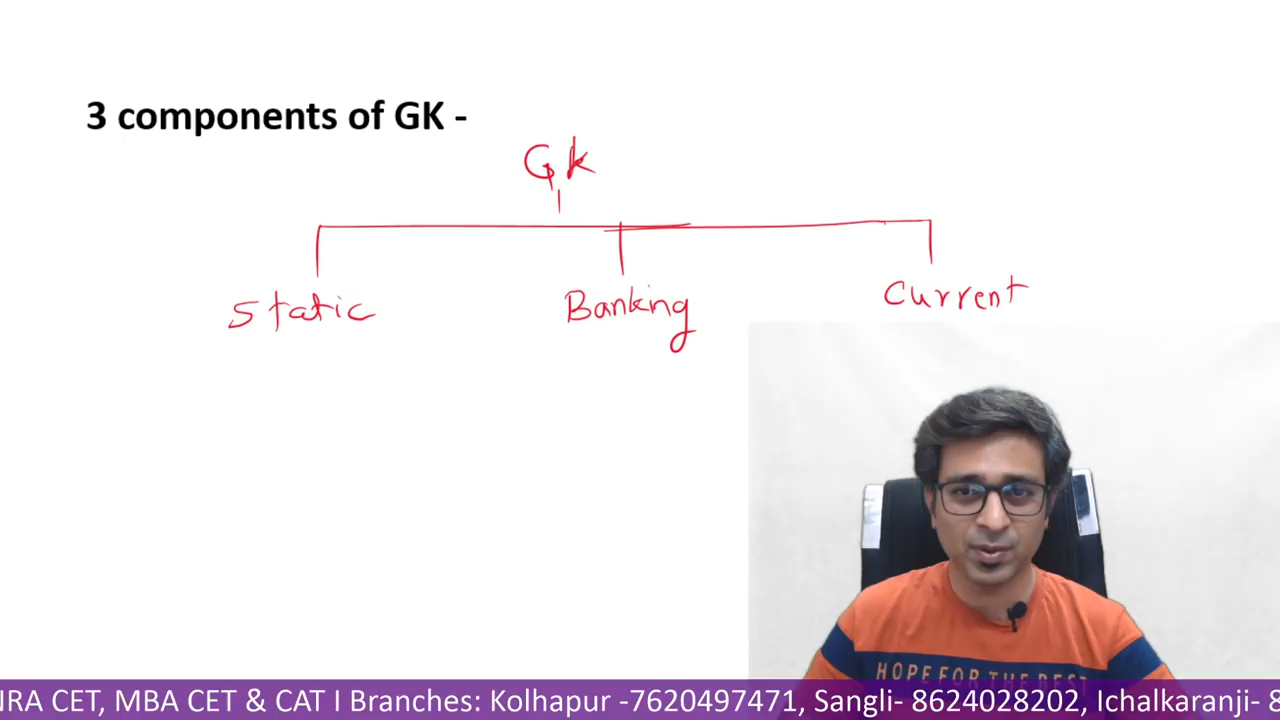 3 components of GK -
GK
Static Banking Current
HOPE FOR THE BEST
NRA CET, MBA CET & CAT I Branches: Kolhapur -7620497471, Sangli- 8624028202, Ichalkaranji- 8